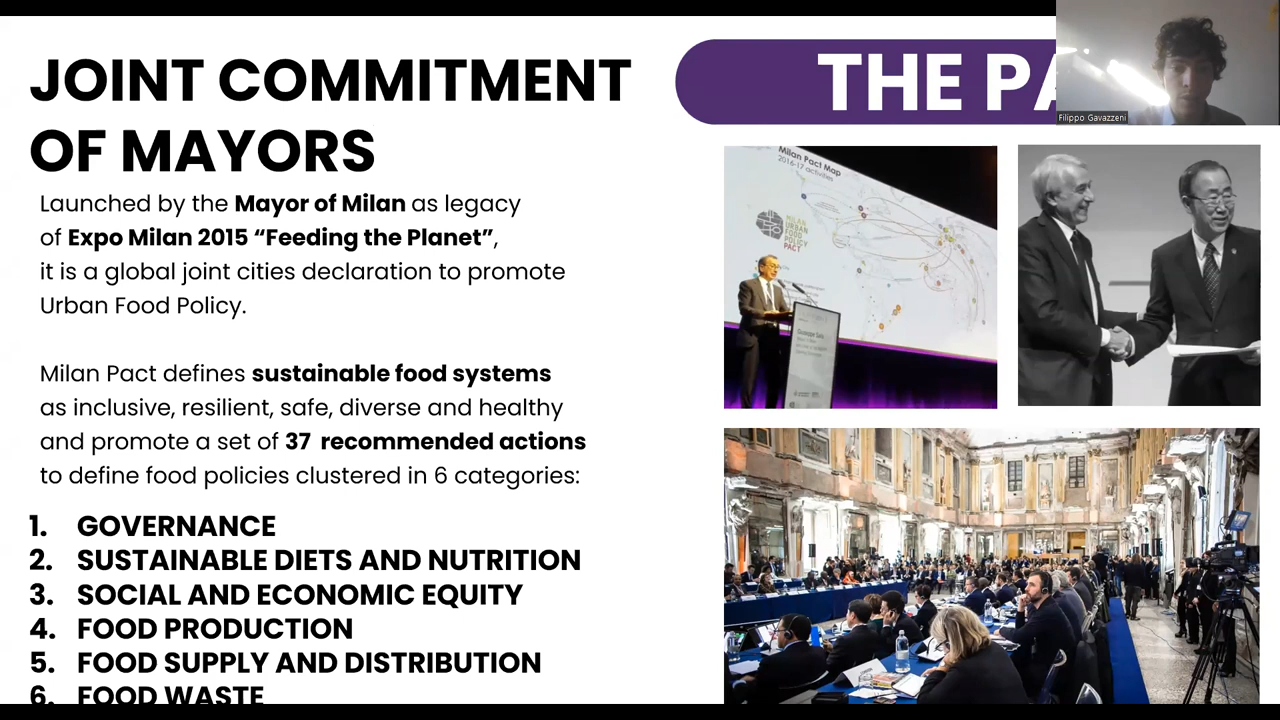 JOINT COMMITMENT
OF MAYORS
Launched by the Mayor of Milan as legacy
of Expo Milan 2015 “Feeding the Planet”,
it is a global joint cities declaration to promote
Urban Food Policy.
Milan Pact defines sustainable food systems
as inclusive, resilient, safe, diverse and healthy
and promote a set of 37 recommended actions
to define food policies clustered in 6 categories:
1. GOVERNANCE
2. SUSTAINABLE DIETS AND NUTRITION
3. SOCIAL AND ECONOMIC EQUITY
4. FOOD PRODUCTION
5. FOOD SUPPLY AND DISTRIBUTION
6. FOOD WASTE
THE PA
Filippo Gavazzeni
Milan Pact Map
2016-17 activities
MILAN
URBAN
FOOD
POLICY
PACT